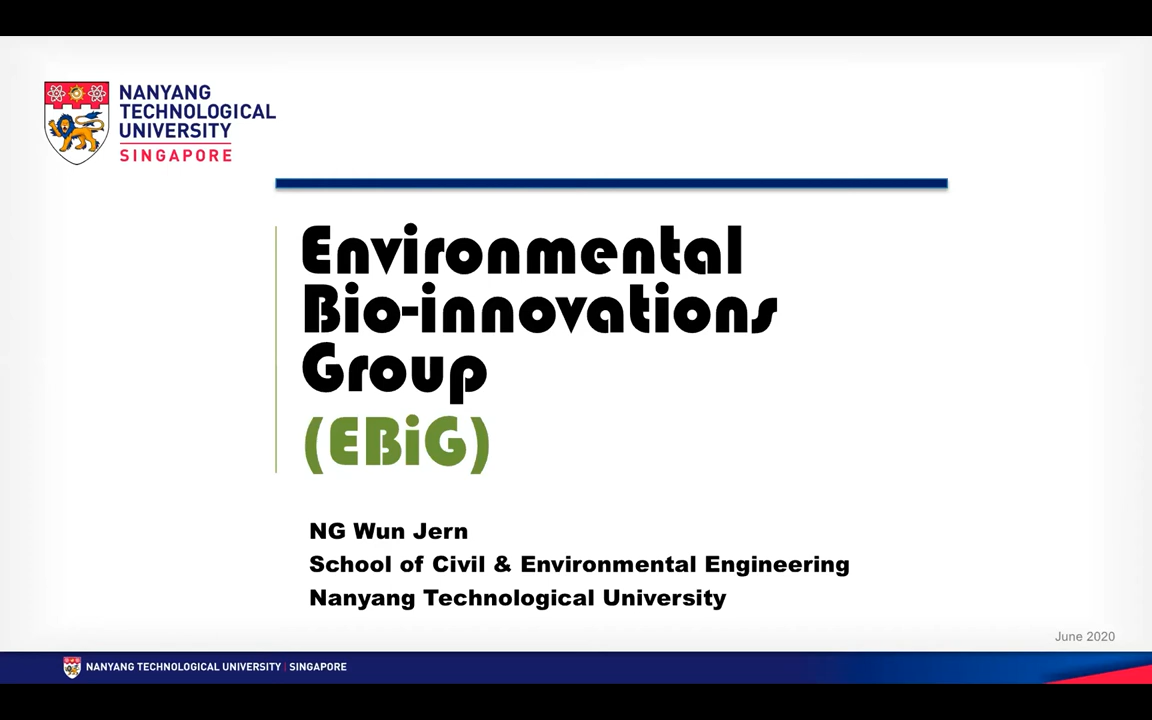 NANYANG
TECHNOLOGICAL
UNIVERSITY
SINGAPORE
Environmental
Bio-innovations
Group
(EBiG)
NG Wun Jern
School of Civil & Environmental Engineering
Nanyang Technological University
June 2020
NANYANG TECHNOLOGICAL UNIVERSITY | SINGAPORE